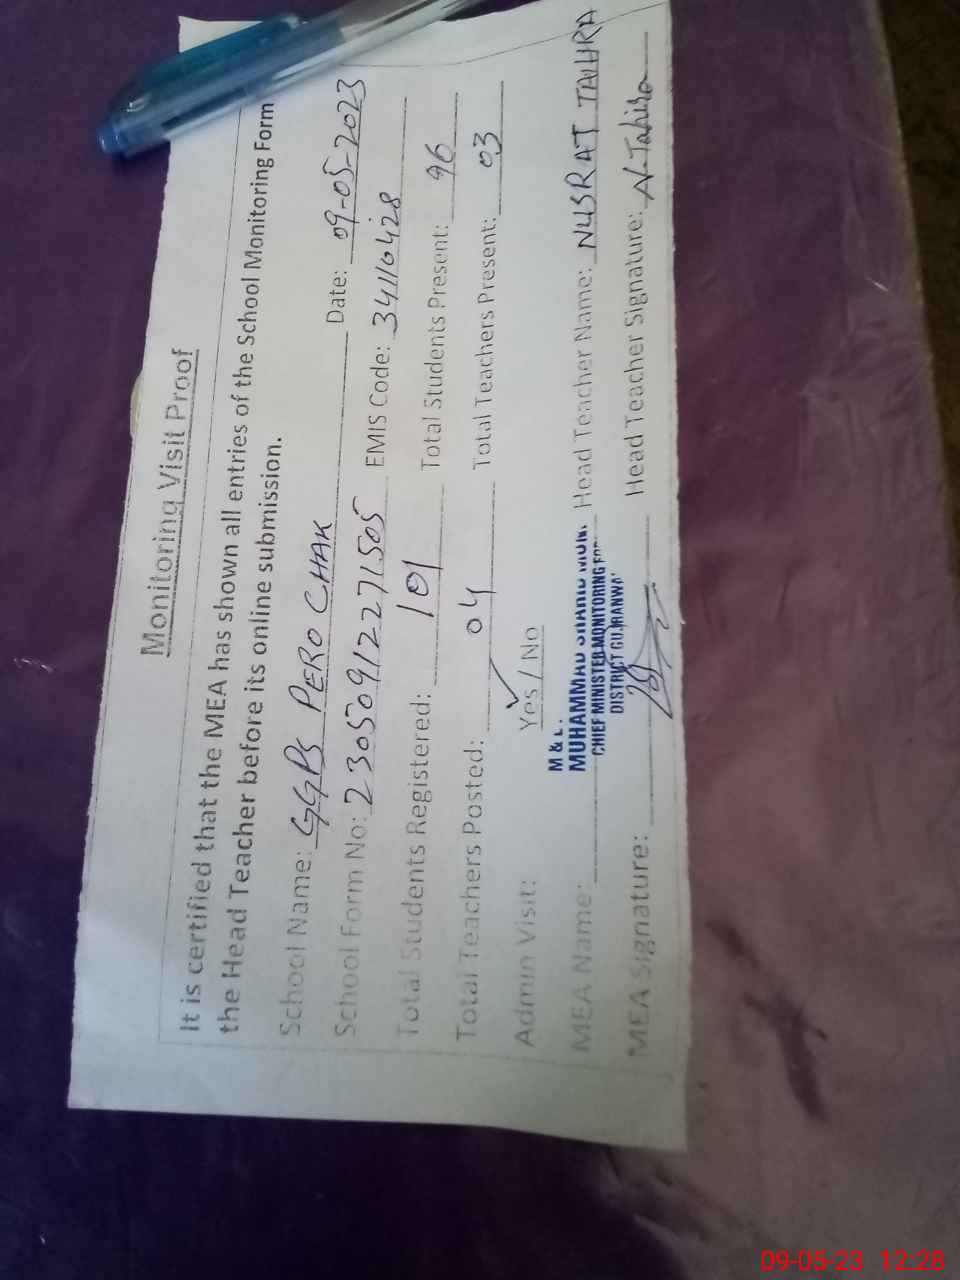 Monitoring Visit Proof
It is certified that the MEA has shown all entries of the School Monitoring Form
the Head Teacher before its online submission.
School Name: GGPS PERO CHAK Date: 09-05-2023
School Form No: 230509122271505 EMIS Code: 34110428
Total Students Registered: 101 Total Students Present: 96
Total Teachers Posted: 04 Total Teachers Present: 03
Admin Visit: Yes / No
M & E.
MEA Name: MUHAMMAD Head Teacher Name: NUSRAT TAHIRA
CHIEF MINISTER MONITORING
DISTRICT
MEA Signature: Head Teacher Signature: N-Tahira
09-05-23 12:28